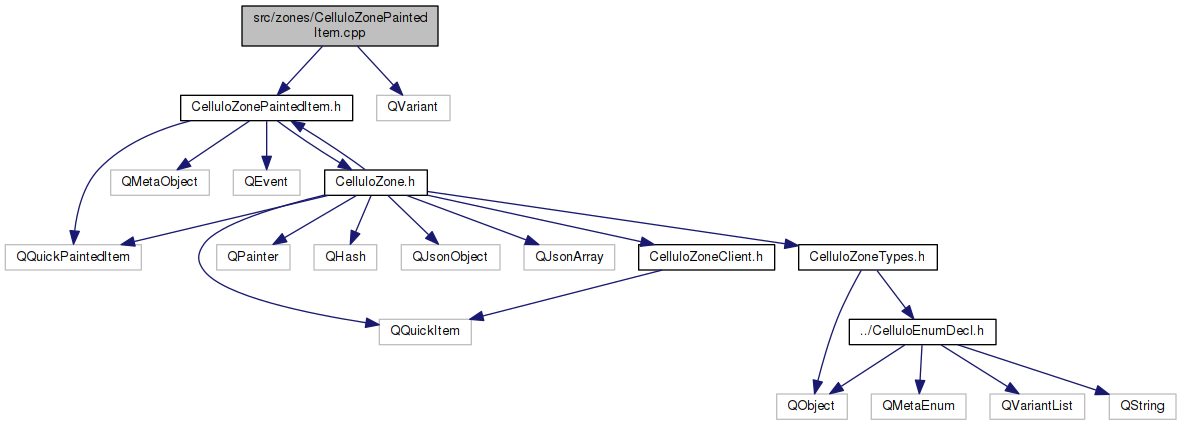 src/zones/CelluloZonePainted
Item.cpp
CelluloZonePaintedItem.h
QVariant
QMetaObject
QEvent
CelluloZone.h
QQuickPaintedItem
QPainter
QHash
QJsonObject
QJsonArray
CelluloZoneClient.h
CelluloZoneTypes.h
QQuickItem
../CelluloEnumDecl.h
QObject
QMetaEnum
QVariantList
QString